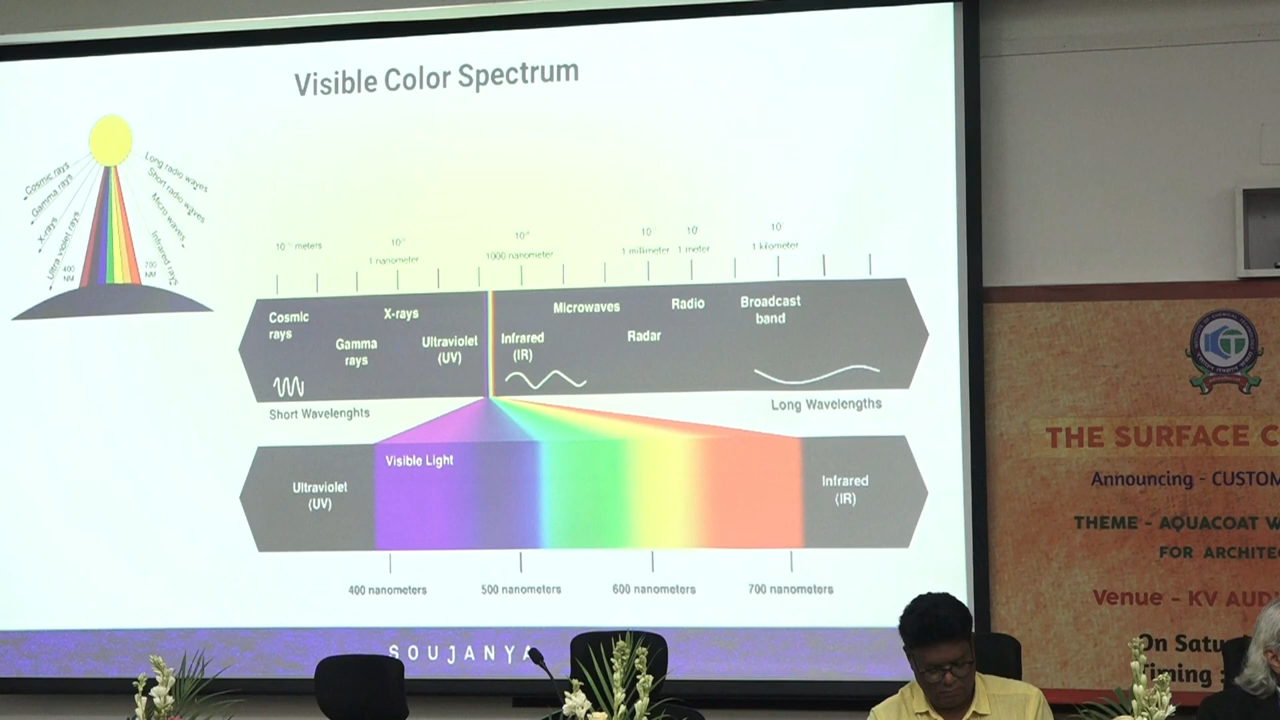 Visible Color Spectrum
Cosmic rays
Gamma rays
X-rays
Ultra violet rays
400
NM
Long radio waves
Short radio waves
Micro waves
Infrared rays
700
NM
meters
1 nanometer
1000 nanometer
10
1 millimeter
10
1 meter
10
1 kilometer
Cosmic
rays
Gamma
rays
X-rays
Ultraviolet
(UV)
Infrared
(IR)
Microwaves
Radar
Radio
Broadcast
band
Short Wavelenghts
Long Wavelengths
Ultraviolet
(UV)
Visible Light
Infrared
(IR)
400 nanometers
500 nanometers
600 nanometers
700 nanometers
SOUJANYA
THE SURFACE C
Announcing - CUSTOM
THEME - AQUACOAT W
FOR ARCHITE
Venue - KV AUD
On Satu
Timing :